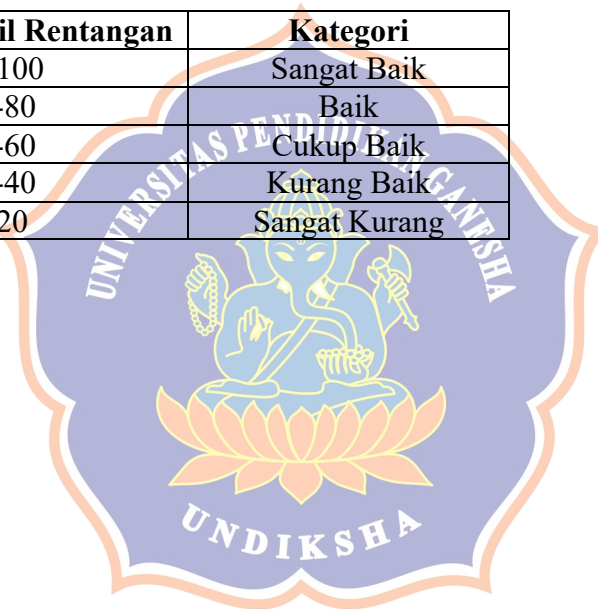 il Rentangan Kategori
100 Sangat Baik
-80 Baik
-60 Cukup Baik
-40 Kurang Baik
20 Sangat Kurang
UNIVERSITAS PENDIDIKAN GANESHA
UNDIKSHA